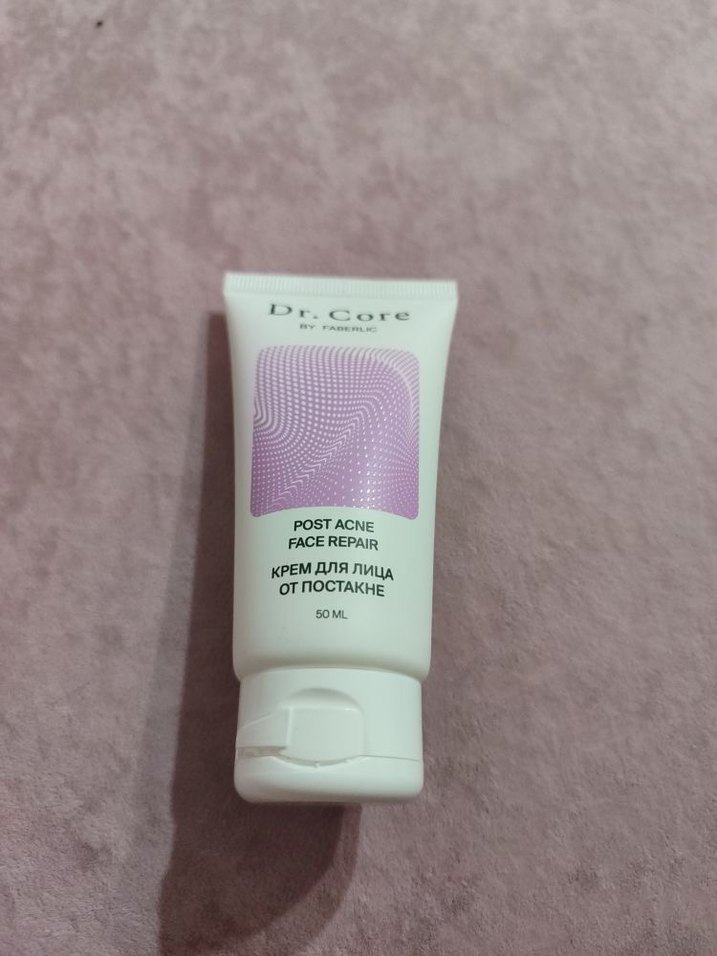 Dr. Core
BY FABERLIC
POST ACNE
FACE REPAIR
КРЕМ ДЛЯ ЛИЦА
ОТ ПОСТАКНЕ
50 ML